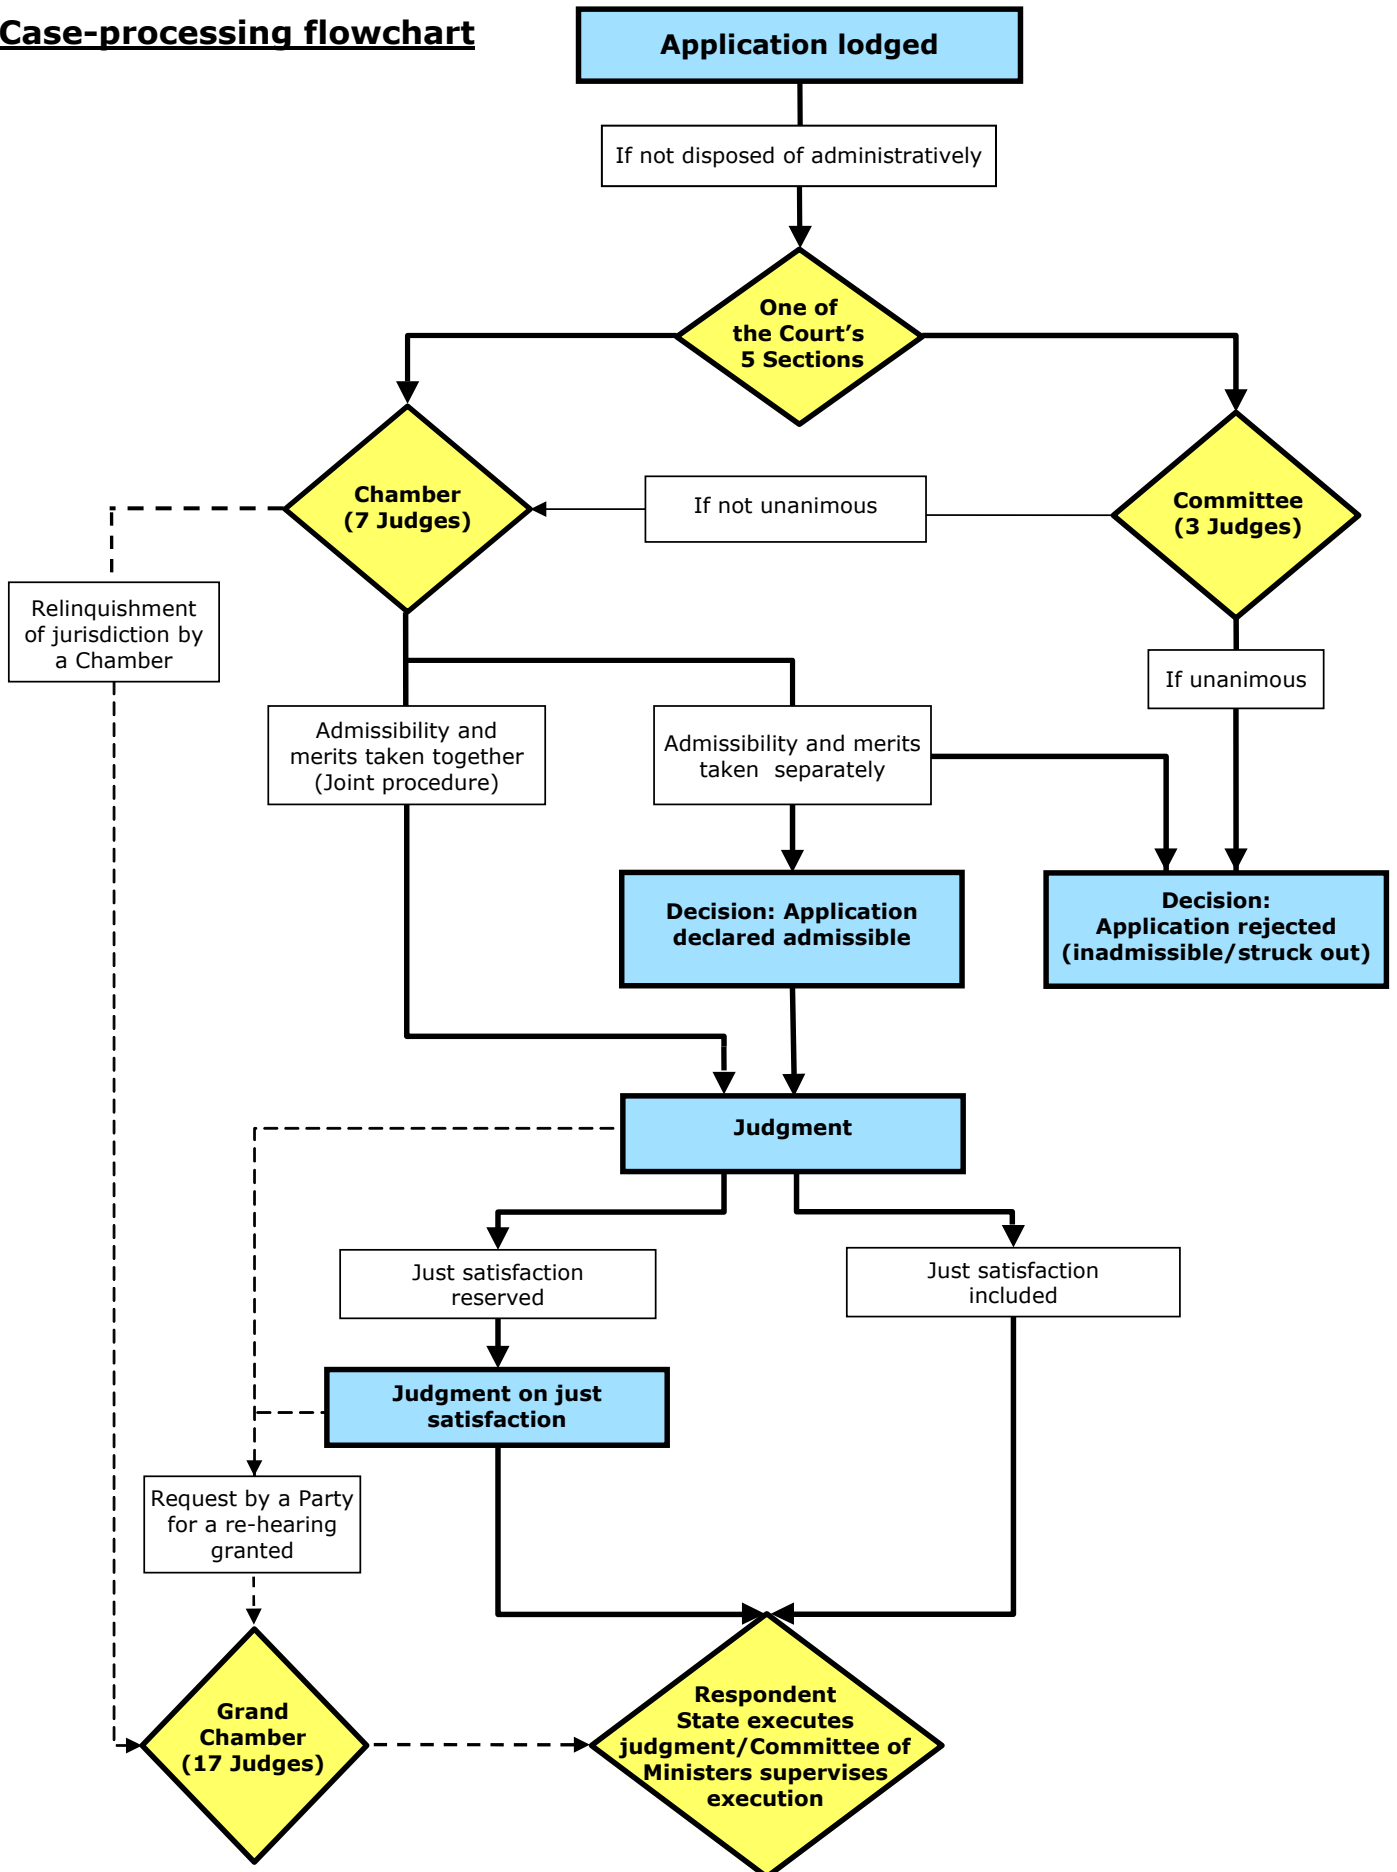 Case-processing flowchart
Application lodged
If not disposed of administratively
One of
the Court’s
5 Sections
Chamber
(7 Judges)
If not unanimous
Committee
(3 Judges)
Relinquishment
of jurisdiction by
a Chamber
If unanimous
Admissibility and
merits taken together
(Joint procedure)
Admissibility and merits
taken separately
Decision: Application
declared admissible
Decision:
Application rejected
(inadmissible/struck out)
Judgment
Just satisfaction
reserved
Just satisfaction
included
Judgment on just
satisfaction
Request by a Party
for a re-hearing
granted
Grand
Chamber
(17 Judges)
Respondent
State executes
judgment/Committee of
Ministers supervises
execution